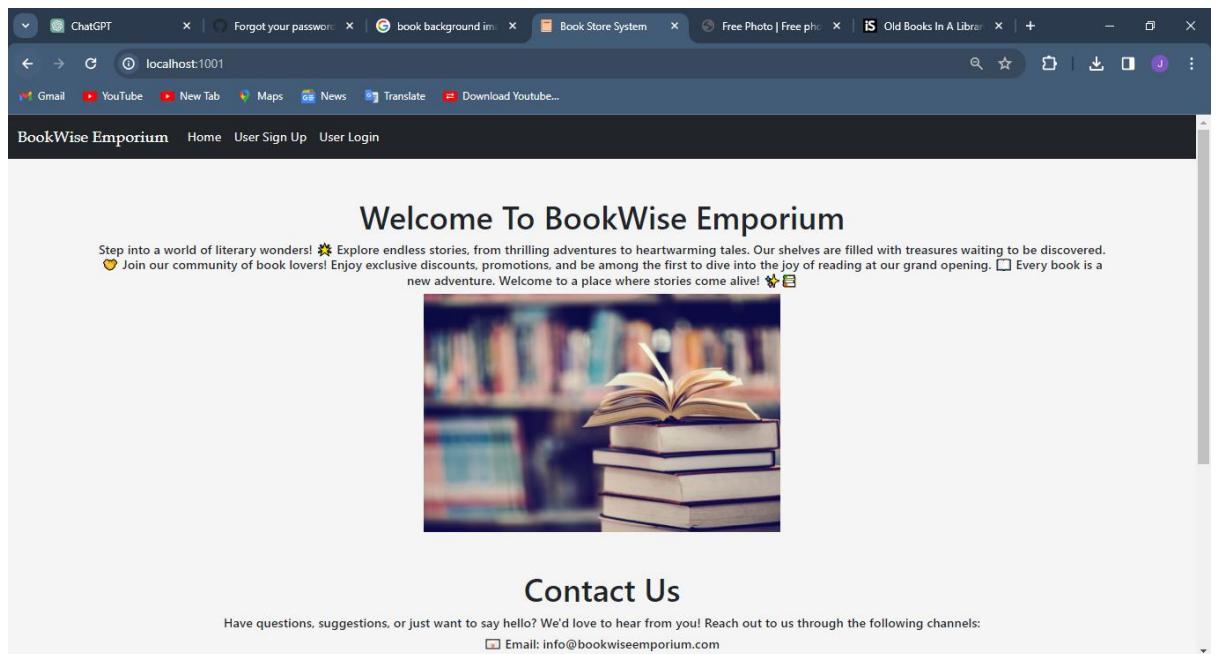 ChatGPT
Forgot your passworc
book background im
Book Store System
Free Photo | Free pho
iS Old Books In A Librar
localhost:1001
Gmail YouTube New Tab Maps News Translate Download Youtube...
J
BookWise Emporium Home User Sign Up User Login
Welcome To BookWise Emporium
Step into a world of literary wonders! 🌟 Explore endless stories, from thrilling adventures to heartwarming tales. Our shelves are filled with treasures waiting to be discovered.
🧡 Join our community of book lovers! Enjoy exclusive discounts, promotions, and be among the first to dive into the joy of reading at our grand opening. 📖 Every book is a
new adventure. Welcome to a place where stories come alive! ✨📚
Contact Us
Have questions, suggestions, or just want to say hello? We'd love to hear from you! Reach out to us through the following channels:
📧 Email: info@bookwiseemporium.com